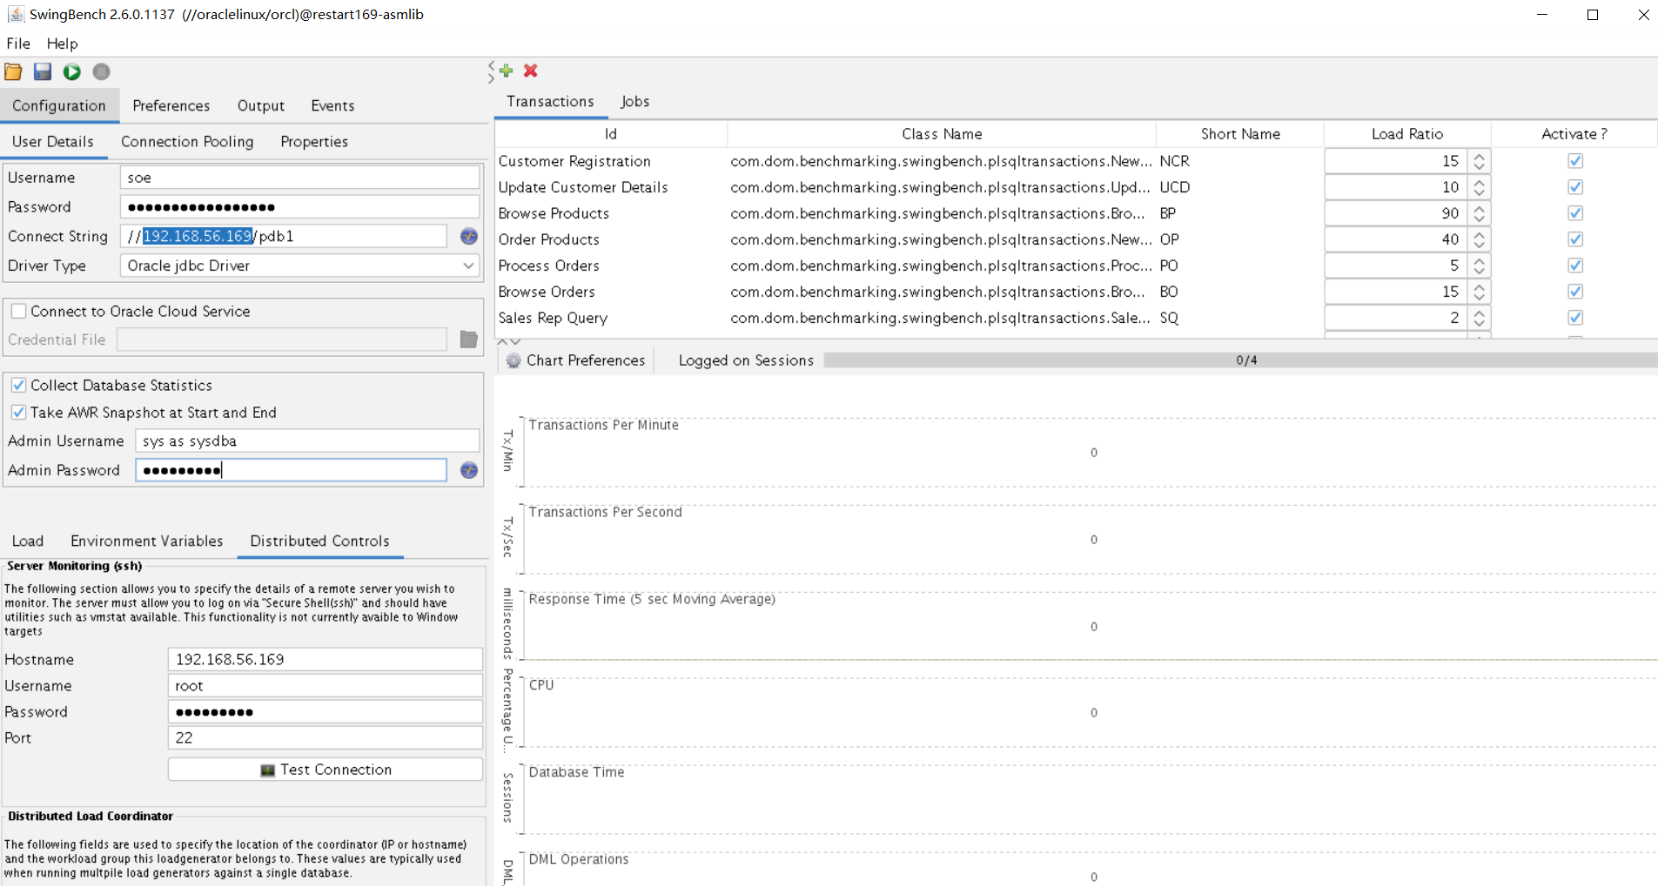 SwingBench 2.6.0.1137 (//oraclelinux/orcl)@restart169-asmlib
File Help
Configuration Preferences Output Events
User Details Connection Pooling Properties
Username soe
Password ●●●●●●●●●●●●●●●●●
Connect String //192.168.56.169/pdb1
Driver Type Oracle jdbc Driver
Connect to Oracle Cloud Service
Credential File
Collect Database Statistics
Take AWR Snapshot at Start and End
Admin Username sys as sysdba
Admin Password ●●●●●●●●●
Load Environment Variables Distributed Controls
Server Monitoring (ssh)
The following section allows you to specify the details of a remote server you wish to
monitor. The server must allow you to log on via "Secure Shell(ssh)" and should have
utilities such as vmstat available. This functionality is not currently avaible to Window
targets
Hostname 192.168.56.169
Username root
Password ●●●●●●●●●
Port 22
Test Connection
Distributed Load Coordinator
The following fields are used to specify the location of the coordinator (IP or hostname)
and the workload group this loadgenerator belongs to. These values are typically used
when running multpile load generators against a single database.
Transactions Jobs
Id Class Name Short Name Load Ratio Activate ?
Customer Registration com.dom.benchmarking.swingbench.plsqltransactions.New... NCR 15
Update Customer Details com.dom.benchmarking.swingbench.plsqltransactions.Upd... UCD 10
Browse Products com.dom.benchmarking.swingbench.plsqltransactions.Bro... BP 90
Order Products com.dom.benchmarking.swingbench.plsqltransactions.New... OP 40
Process Orders com.dom.benchmarking.swingbench.plsqltransactions.Proc... PO 5
Browse Orders com.dom.benchmarking.swingbench.plsqltransactions.Bro... BO 15
Sales Rep Query com.dom.benchmarking.swingbench.plsqltransactions.Sale... SQ 2
Chart Preferences Logged on Sessions 0/4
Transactions Per Minute
Tx/Min
0
Transactions Per Second
Tx/Sec
0
Response Time (5 sec Moving Average)
milliseconds
0
CPU
Percentage U...
0
Database Time
Sessions
DML Operations
DML...
0